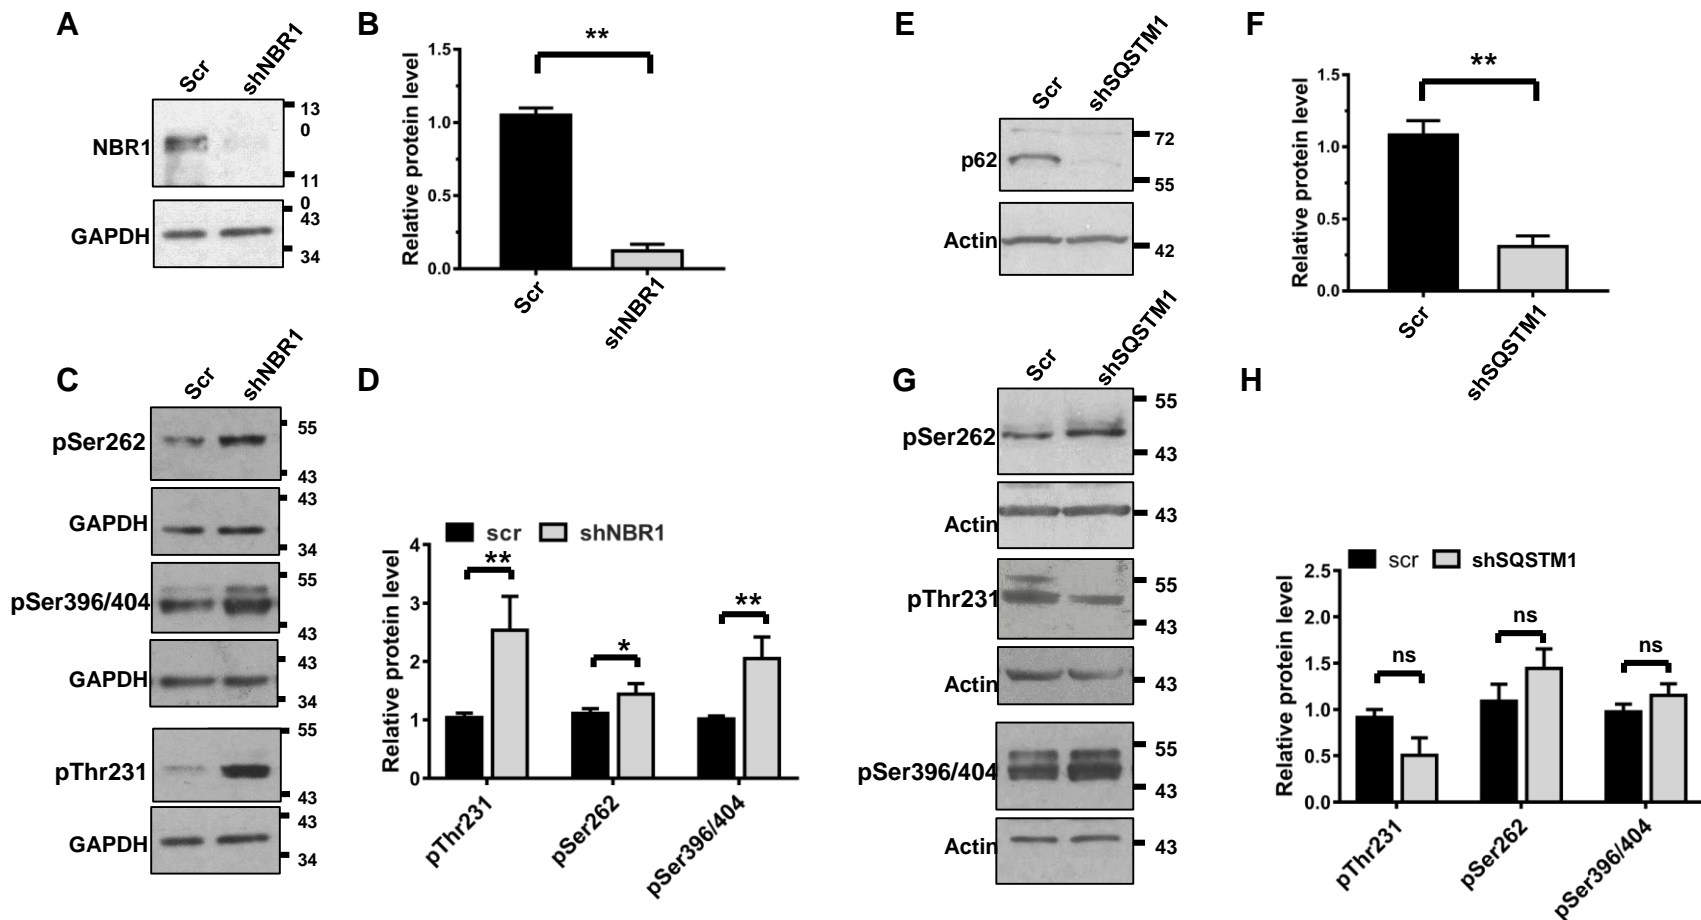 A
Scr
shNBR1
NBR1
13
0
11
0
GAPDH
43
34
B
**
Relative protein level
1.5
1.0
0.5
0.0
Scr
shNBR1
C
Scr
shNBR1
pSer262
55
43
GAPDH
43
34
pSer396/404
55
43
GAPDH
43
34
pThr231
55
43
GAPDH
43
34
D
scr
shNBR1
Relative protein level
4
3
2
1
0
**
*
**
pThr231
pSer262
pSer396/404
E
Scr
shSQSTM1
p62
72
55
Actin
42
F
**
Relative protein level
1.5
1.0
0.5
0.0
Scr
shSQSTM1
G
Scr
shSQSTM1
pSer262
55
43
Actin
43
pThr231
55
43
Actin
43
pSer396/404
55
43
Actin
43
H
scr
shSQSTM1
Relative protein level
2.5
2.0
1.5
1.0
0.5
0.0
ns
ns
ns
pThr231
pSer262
pSer396/404